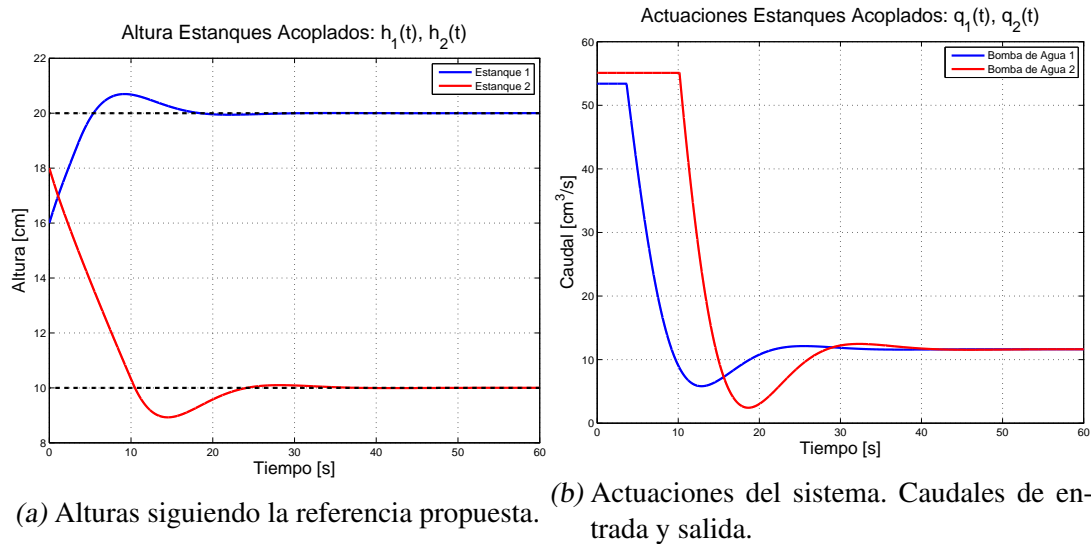 Altura Estanques Acoplados: h1(t), h2(t)
Altura [cm]
22
20
18
16
14
12
10
8
Estanque 1
Estanque 2
0 10 20 30 40 50 60
Tiempo [s]
(a) Alturas siguiendo la referencia propuesta.
Actuaciones Estanques Acoplados: q1(t), q2(t)
Caudal [cm3/s]
60
50
40
30
20
10
0
Bomba de Agua 1
Bomba de Agua 2
0 10 20 30 40 50 60
Tiempo [s]
(b) Actuaciones del sistema. Caudales de en-
trada y salida.